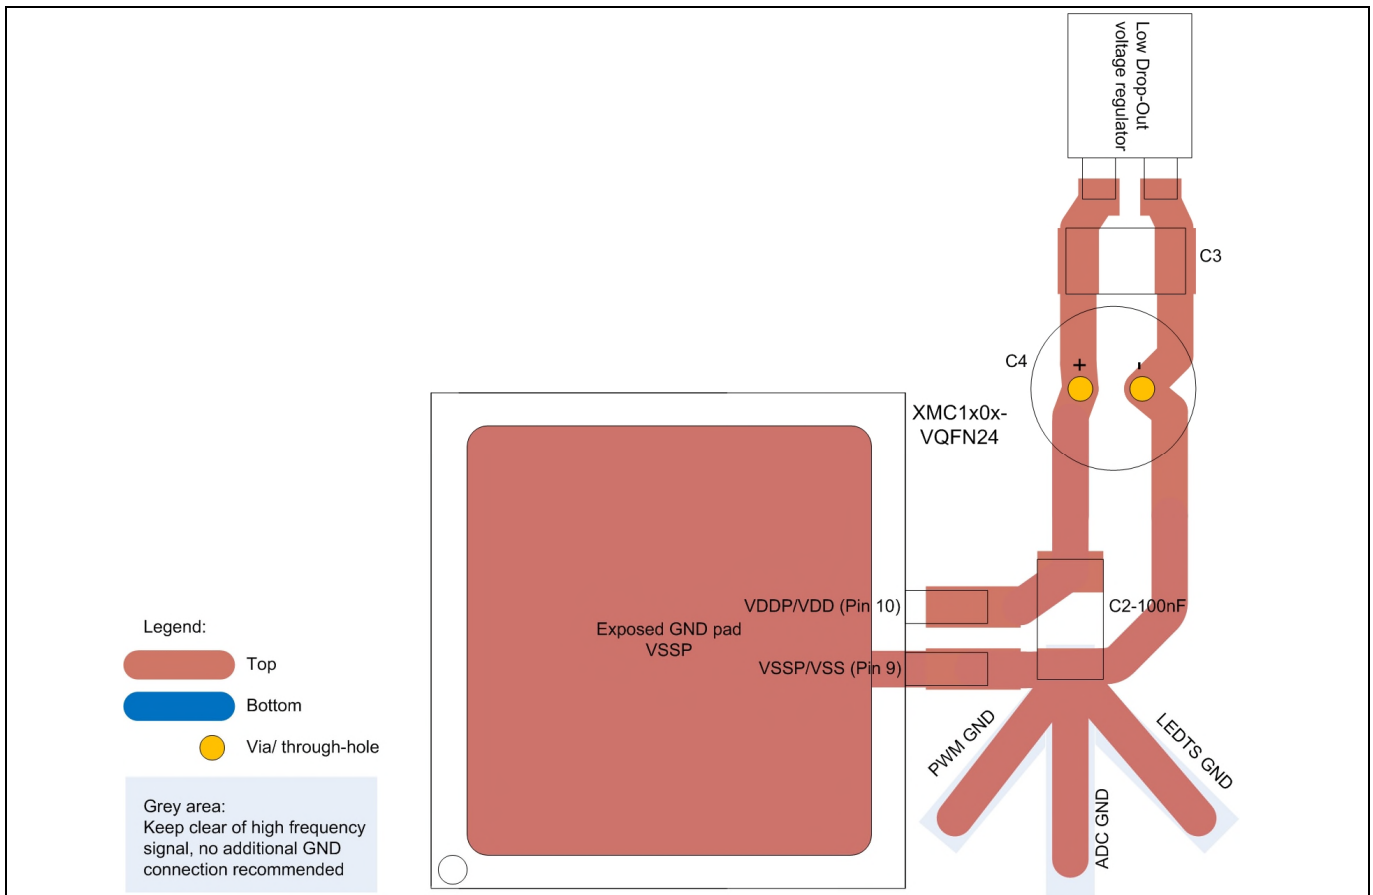 Low Drop-Out
voltage regulator
C3
C4
+
-
XMC1x0x-
VQFN24
VDDP/VDD (Pin 10)
C2-100nF
Exposed GND pad
VSSP
VSSP/VSS (Pin 9)
PWM GND
ADC GND
LEDTS GND
Legend:
Top
Bottom
Via/ through-hole
Grey area:
Keep clear of high frequency
signal, no additional GND
connection recommended